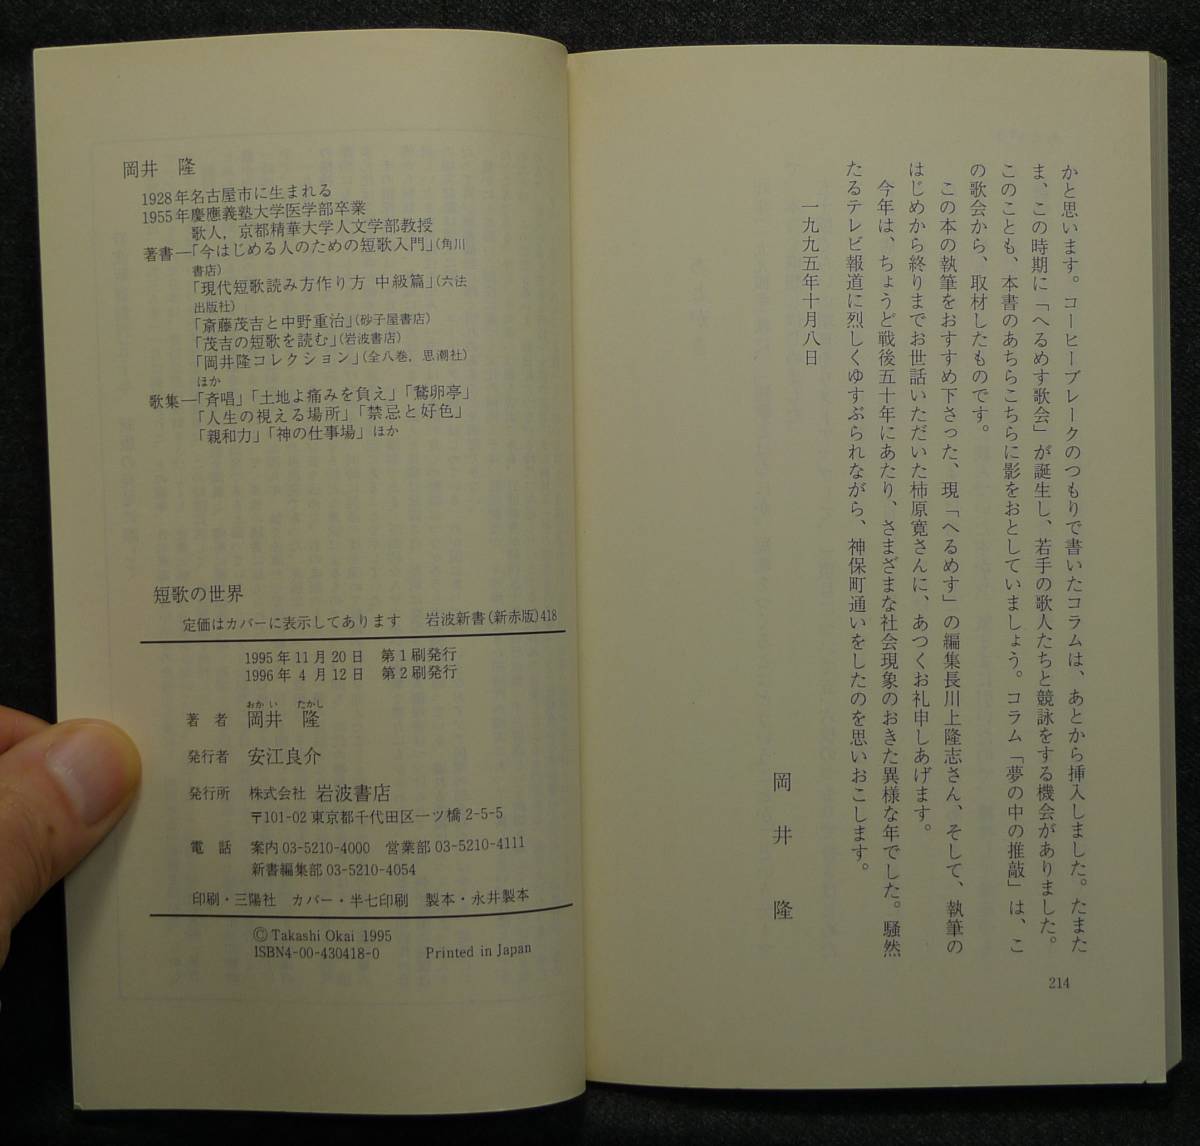 かと思います。コーヒーブレークのつもりで書いたコラムは、あとから挿入しました。たまた
ま、この時期に「へるめす歌会」が誕生し、若手の歌人たちと競詠をする機会がありました。
このことも、本書のあちらこちらに影をおとしていましょう。コラム「夢の中の推敲」は、こ
の歌会から、取材したものです。
この本の執筆をおすすめ下さった、現「へるめす」の編集長川上隆志さん、そして、執筆の
はじめから終りまでお世話いただいた柿原寛さんに、あつくお礼申しあげます。
今年は、ちょうど戦後五十年にあたり、さまざまな社会現象のおきた異様な年でした。騒然
たるテレビ報道に烈しくゆすぶられながら、神保町通いをしたのを思いおこします。
一九九五年十月八日
岡井隆
214
岡井 隆
1928年名古屋市に生まれる
1955年慶應義塾大学医学部卒業
歌人，京都精華大学人文学部教授
著書―「今はじめる人のための短歌入門」(角川
書店)
「現代短歌読み方作り方 中級篇」(六法
出版社)
「斎藤茂吉と中野重治」(砂子屋書店)
「茂吉の短歌を読む」(岩波書店)
「岡井隆コレクション」(全八巻，思潮社)
ほか
歌集―「斉唱」「土地よ痛みを負え」「鵞卵亭」
「人生の視える場所」「禁忌と好色」
「親和力」「神の仕事場」ほか
短歌の世界
定価はカバーに表示してあります 岩波新書(新赤版)418
1995年11月20日 第1刷発行
1996年4月12日 第2刷発行
おかい たかし
著者 岡井 隆
発行者 安江良介
発行所 株式会社 岩波書店
〒101-02 東京都千代田区一ツ橋2-5-5
電話 案内03-5210-4000 営業部03-5210-4111
新書編集部03-5210-4054
印刷・三陽社 カバー・半七印刷 製本・永井製本
© Takashi Okai 1995
ISBN4-00-430418-0 Printed in Japan